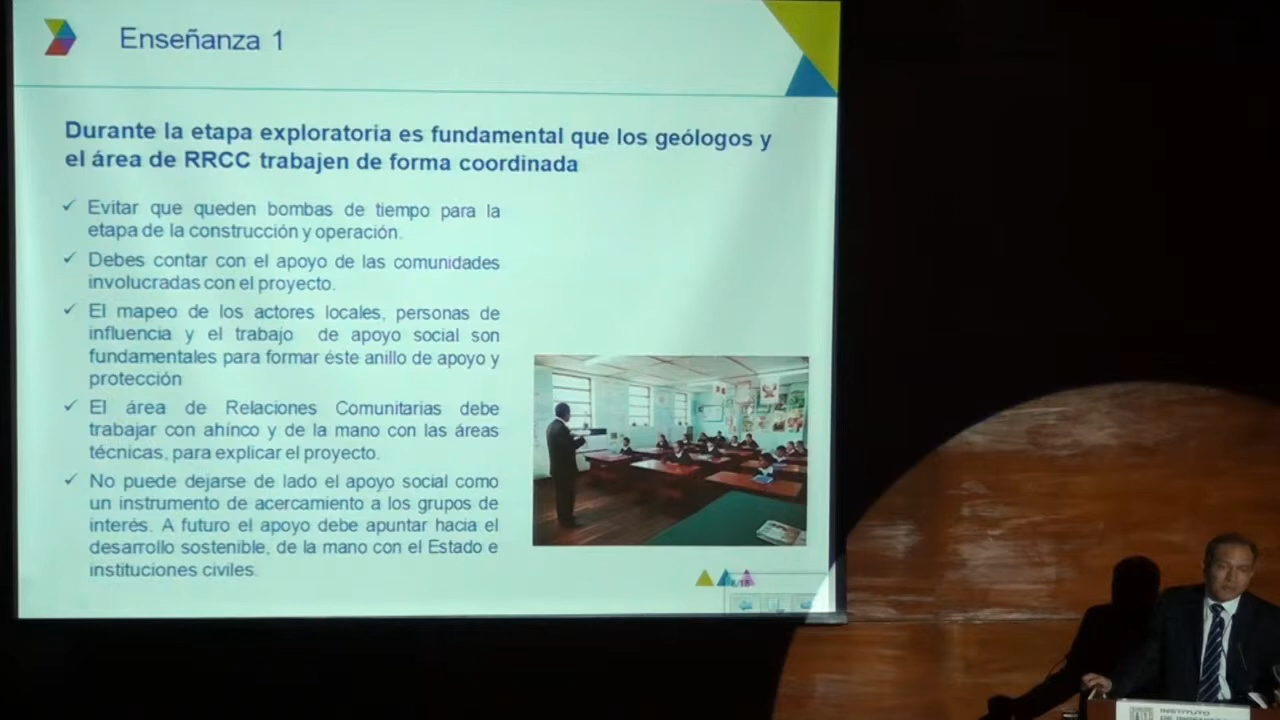 Enseñanza 1
Durante la etapa exploratoria es fundamental que los geólogos y
el área de RRCC trabajen de forma coordinada
✓ Evitar que queden bombas de tiempo para la
etapa de la construcción y operación.
✓ Debes contar con el apoyo de las comunidades
involucradas con el proyecto.
✓ El mapeo de los actores locales, personas de
influencia y el trabajo de apoyo social son
fundamentales para formar éste anillo de apoyo y
protección
✓ El área de Relaciones Comunitarias debe
trabajar con ahínco y de la mano con las áreas
técnicas, para explicar el proyecto.
✓ No puede dejarse de lado el apoyo social como
un instrumento de acercamiento a los grupos de
interés. A futuro el apoyo debe apuntar hacia el
desarrollo sostenible, de la mano con el Estado e
instituciones civiles.
INSTITUTO